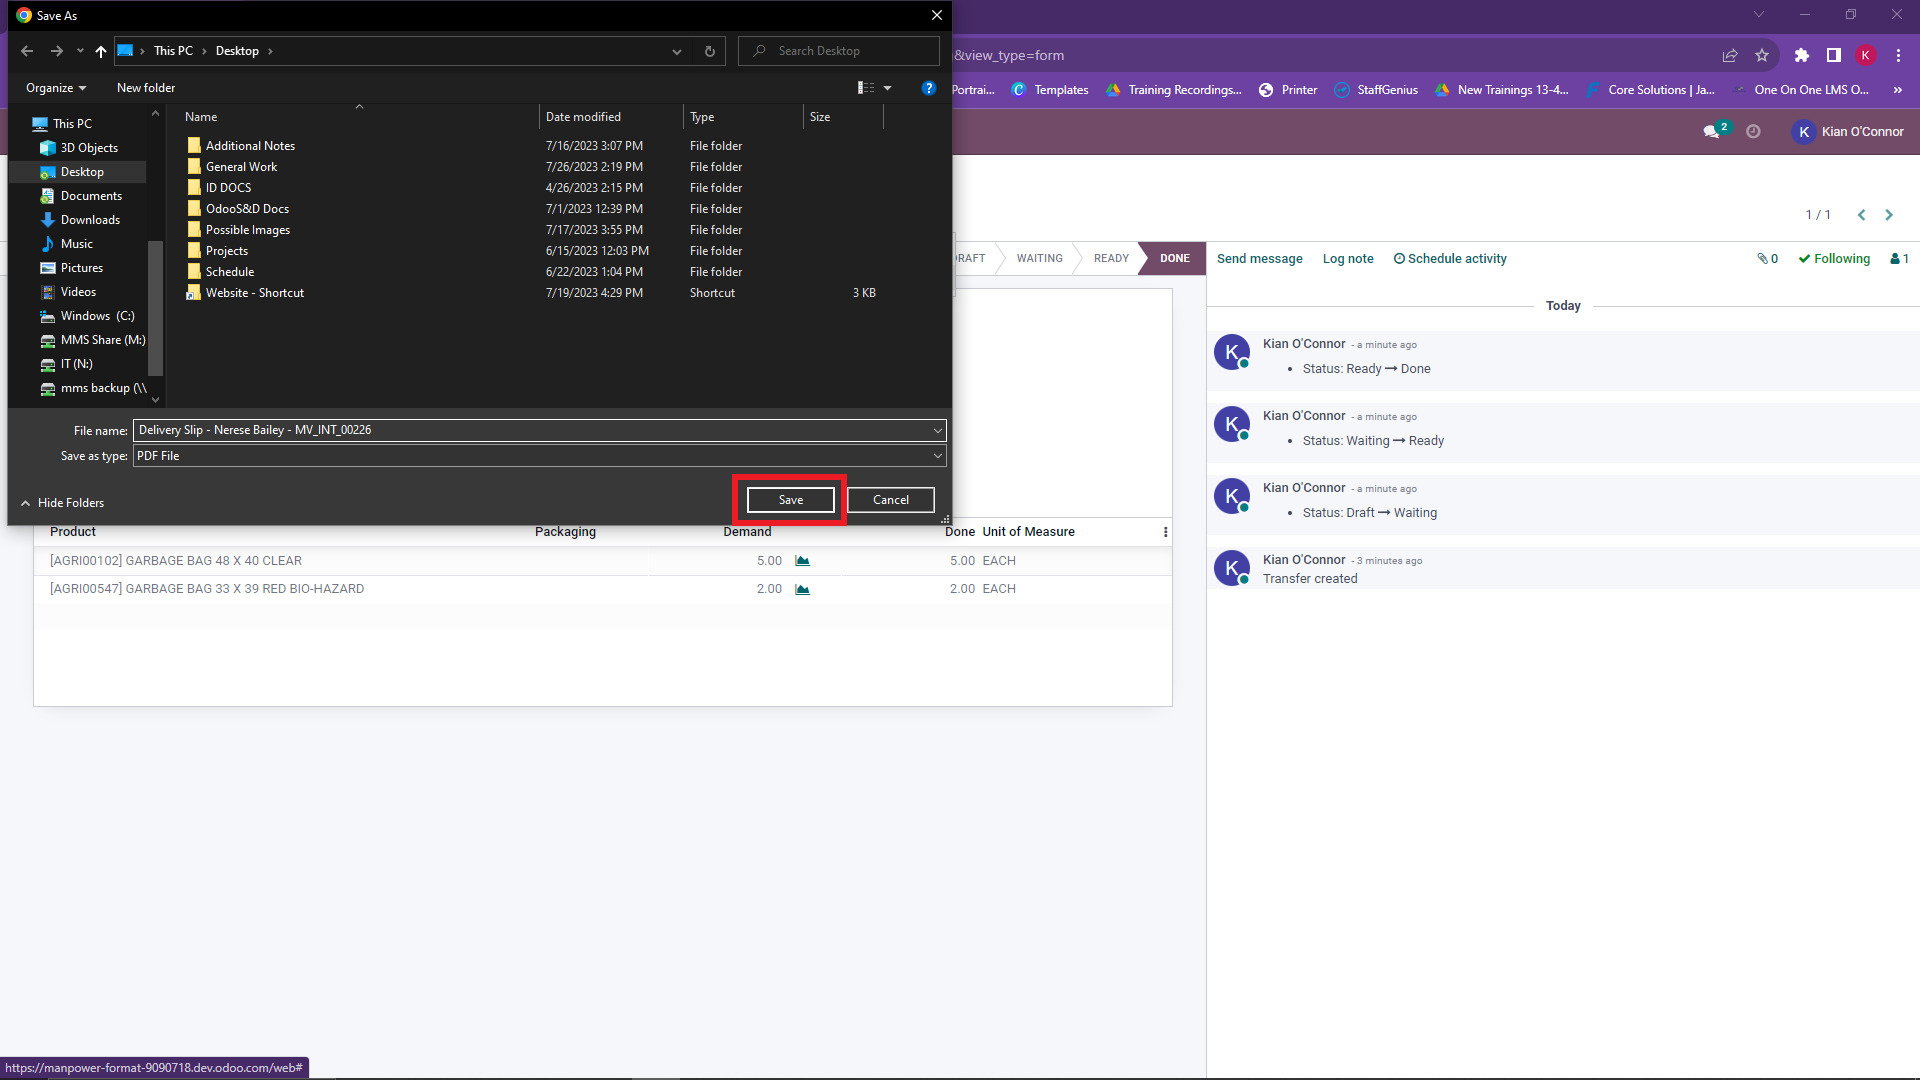 Save As
&view_type=form
This PC > Desktop >
Search Desktop
K
Organize
New folder
?
Portrai...
Templates
Training Recordings...
Printer
StaffGenius
New Trainings 13-4...
Core Solutions | Ja...
One On One LMS O...
»
This PC
3D Objects
Desktop
Documents
Downloads
Music
Pictures
Videos
Windows (C:)
MMS Share (M:)
IT (N:)
mms backup (\\
Name Date modified Type Size
Additional Notes 7/16/2023 3:07 PM File folder
General Work 7/26/2023 2:19 PM File folder
ID DOCS 4/26/2023 2:15 PM File folder
OdooS&D Docs 7/1/2023 12:39 PM File folder
Possible Images 7/17/2023 3:55 PM File folder
Projects 6/15/2023 12:03 PM File folder
Schedule 6/22/2023 1:04 PM File folder
Website - Shortcut 7/19/2023 4:29 PM Shortcut 3 KB
File name: Delivery Slip - Nerese Bailey - MV_INT_00226
Save as type: PDF File
Hide Folders
Save
Cancel
2
K Kian O'Connor
1 / 1
RAFT WAITING READY DONE
Send message Log note Schedule activity 0 Following 1
Today
K Kian O'Connor - a minute ago
• Status: Ready → Done
K Kian O'Connor - a minute ago
• Status: Waiting → Ready
K Kian O'Connor - a minute ago
• Status: Draft → Waiting
K Kian O'Connor - 3 minutes ago
Transfer created
Product Packaging Demand Done Unit of Measure
[AGRI00102] GARBAGE BAG 48 X 40 CLEAR 5.00 5.00 EACH
[AGRI00547] GARBAGE BAG 33 X 39 RED BIO-HAZARD 2.00 2.00 EACH
https://manpower-format-9090718.dev.odoo.com/web#